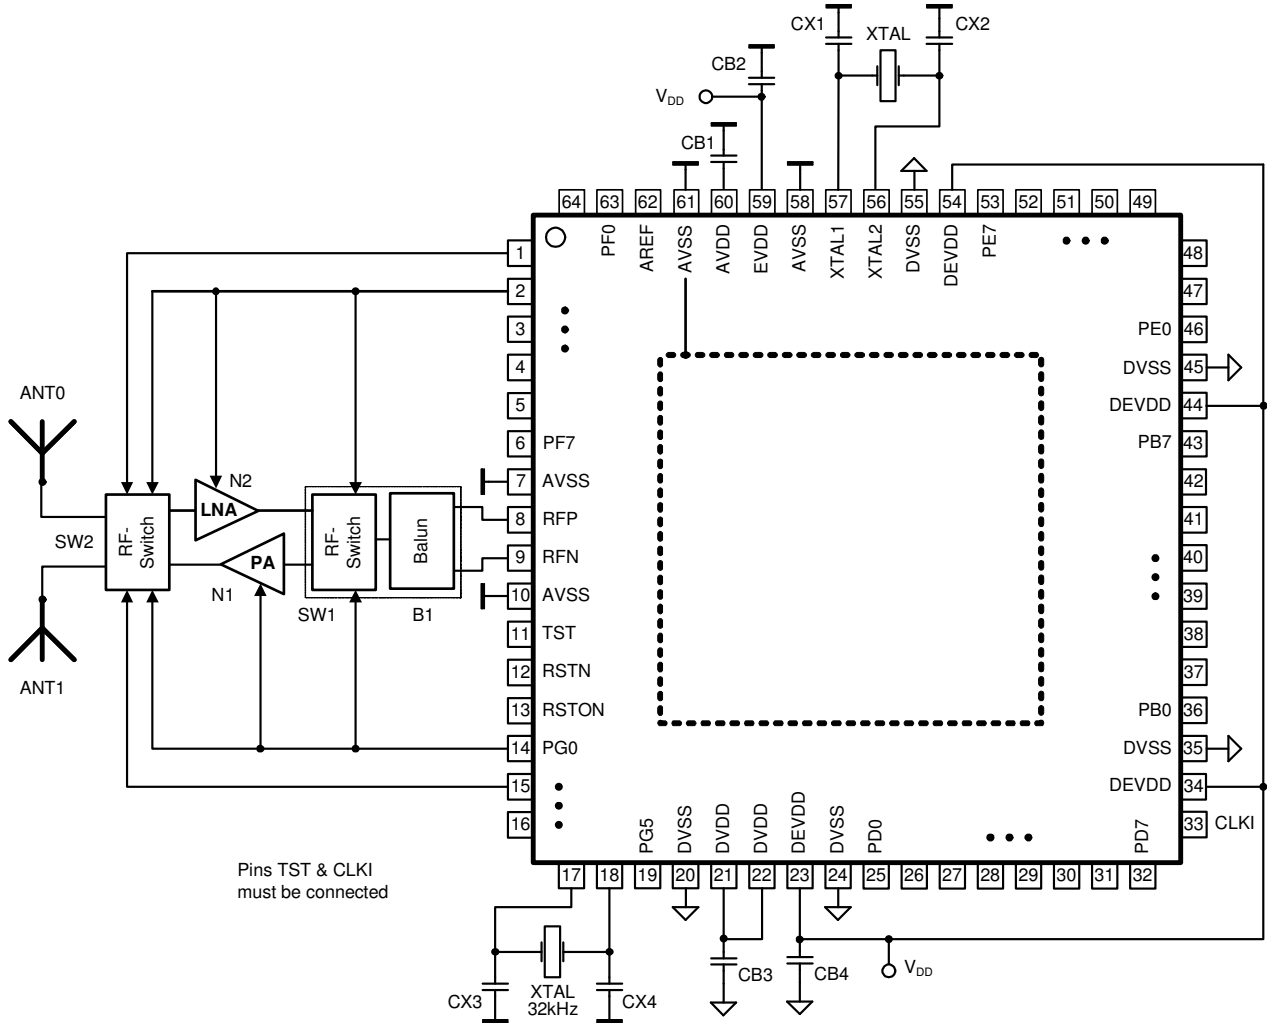 CX1
XTAL
CX2
CB2
V_DD
CB1
64
63
62
61
60
59
58
57
56
55
54
53
52
51
50
49
PF0
AREF
AVSS
AVDD
EVDD
AVSS
XTAL1
XTAL2
DVSS
DEVDD
PE7
1
2
3
4
5
6 PF7
7 AVSS
8 RFP
9 RFN
10 AVSS
11 TST
12 RSTN
13 RSTON
14 PG0
15
16
48
47
PE0 46
DVSS 45
DEVDD 44
PB7 43
42
41
40
39
38
37
PB0 36
DVSS 35
DEVDD 34
33 CLKI
ANT0
SW2
RF-
Switch
N2
LNA
PA
N1
RF-
Switch
Balun
SW1
B1
ANT1
PG5
DVSS
DVDD
DVDD
DEVDD
DVSS
PD0
PD7
17
18
19
20
21
22
23
24
25
26
27
28
29
30
31
32
Pins TST & CLKI
must be connected
CX3
XTAL
32kHz
CX4
CB3
CB4
V_DD